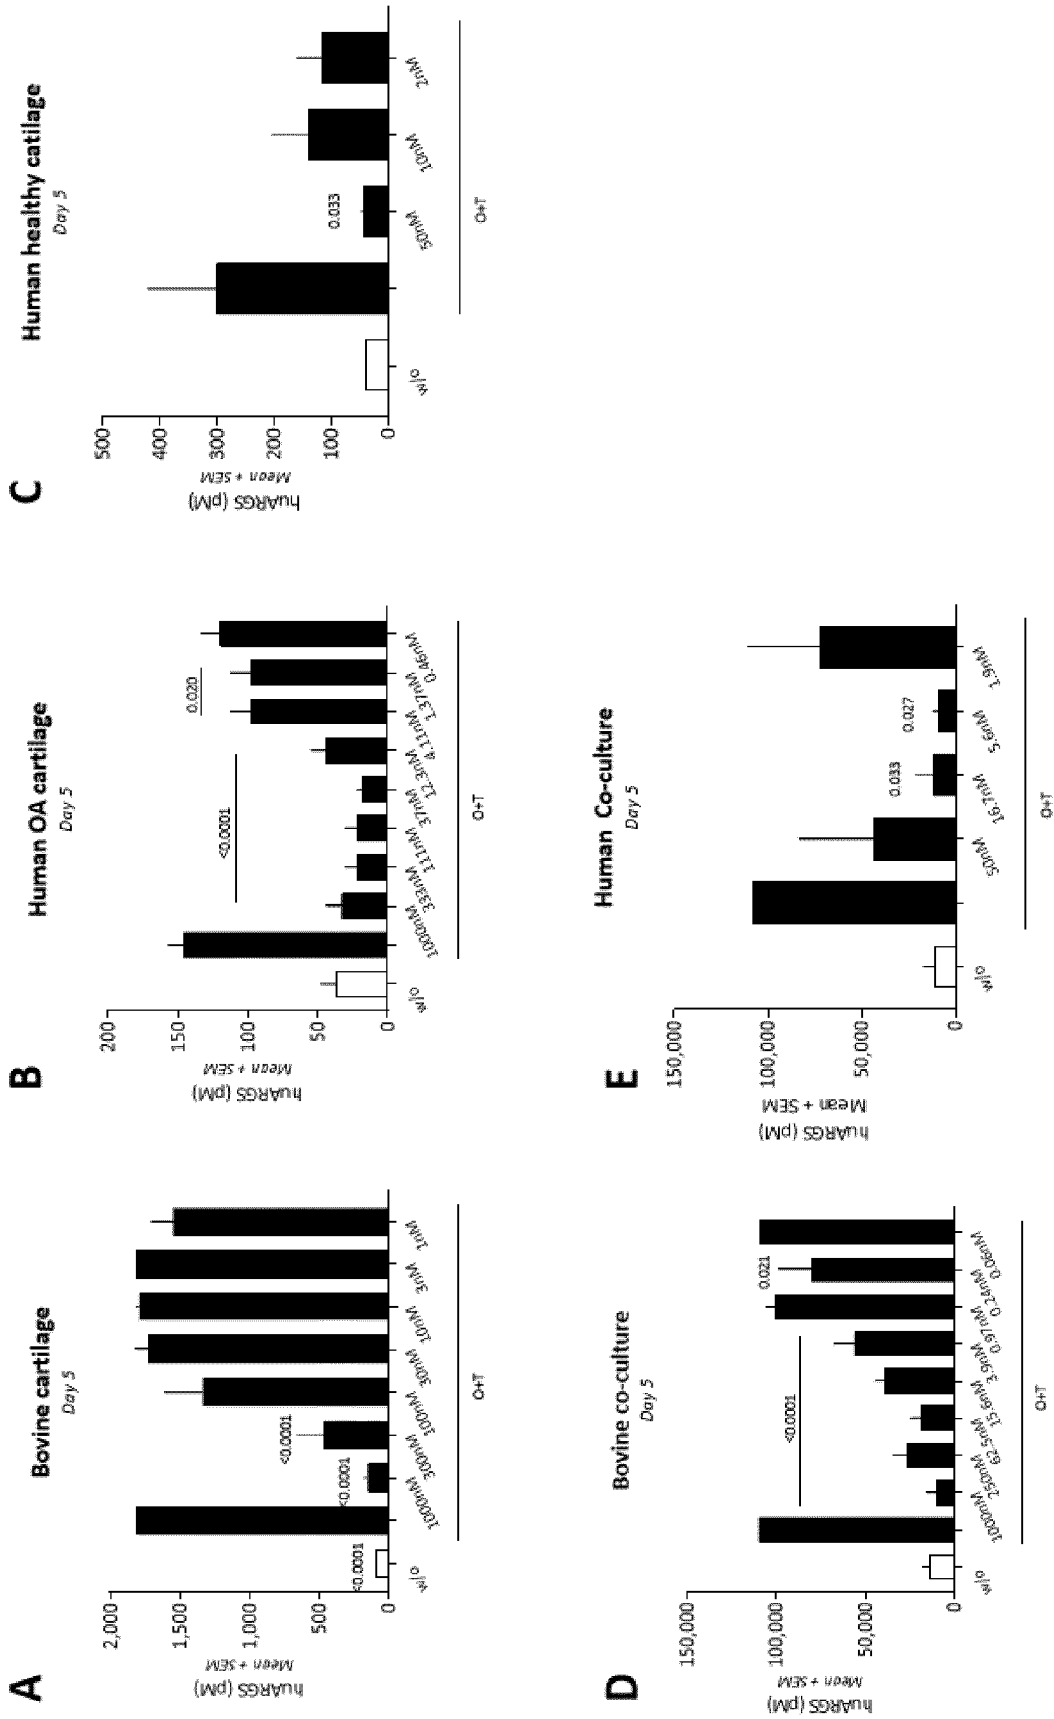 A
Bovine cartilage
Day 5
huARGS (pM)
Mean + SEM
2,000
1,500
1,000
500
0
<0.0001
<0.0001
<0.0001
w/o
1000nM
300nM
100nM
30nM
10nM
3nM
1nM
O+T
B
Human OA cartilage
Day 5
huARGS (pM)
Mean + SEM
200
150
100
50
0
<0.0001
0.020
w/o
1000nM
333nM
111nM
37nM
12.3nM
4.11nM
1.37nM
0.46nM
O+T
C
Human healthy catilage
Day 5
huARGS (pM)
Mean + SEM
500
400
300
200
100
0
0.033
w/o
50nM
10nM
2nM
O+T
D
Bovine co-culture
Day 5
huARGS (pM)
Mean + SEM
150,000
100,000
50,000
0
<0.0001
0.021
w/o
1000nM
250nM
62.5nM
15.6nM
3.9nM
0.97nM
0.24nM
0.06nM
O+T
E
Human Co-culture
Day 5
huARGS (pM)
Mean + SEM
150,000
100,000
50,000
0
0.033
0.027
w/o
50nM
16.7nM
5.6nM
1.9nM
O+T